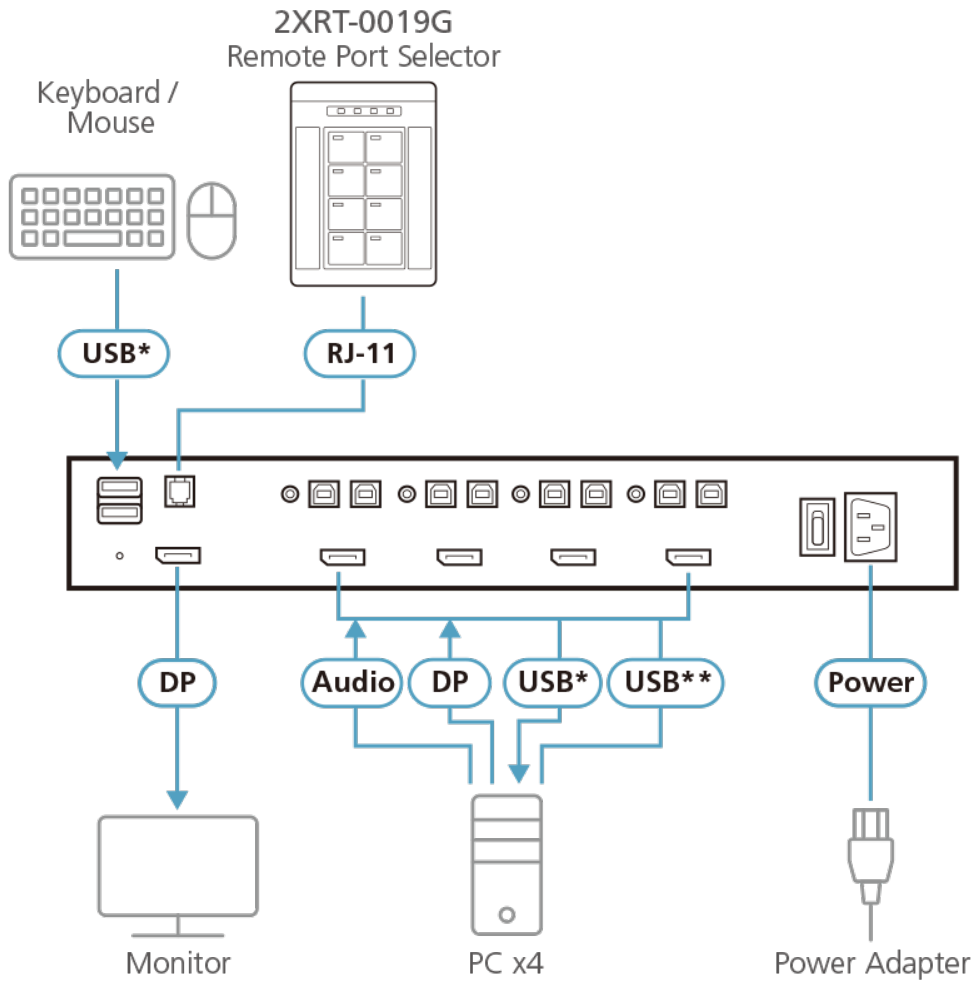 2XRT-0019G
Remote Port Selector
Keyboard /
Mouse
USB*
RJ-11
DP
Audio
DP
USB*
USB**
Power
Monitor
PC x4
Power Adapter